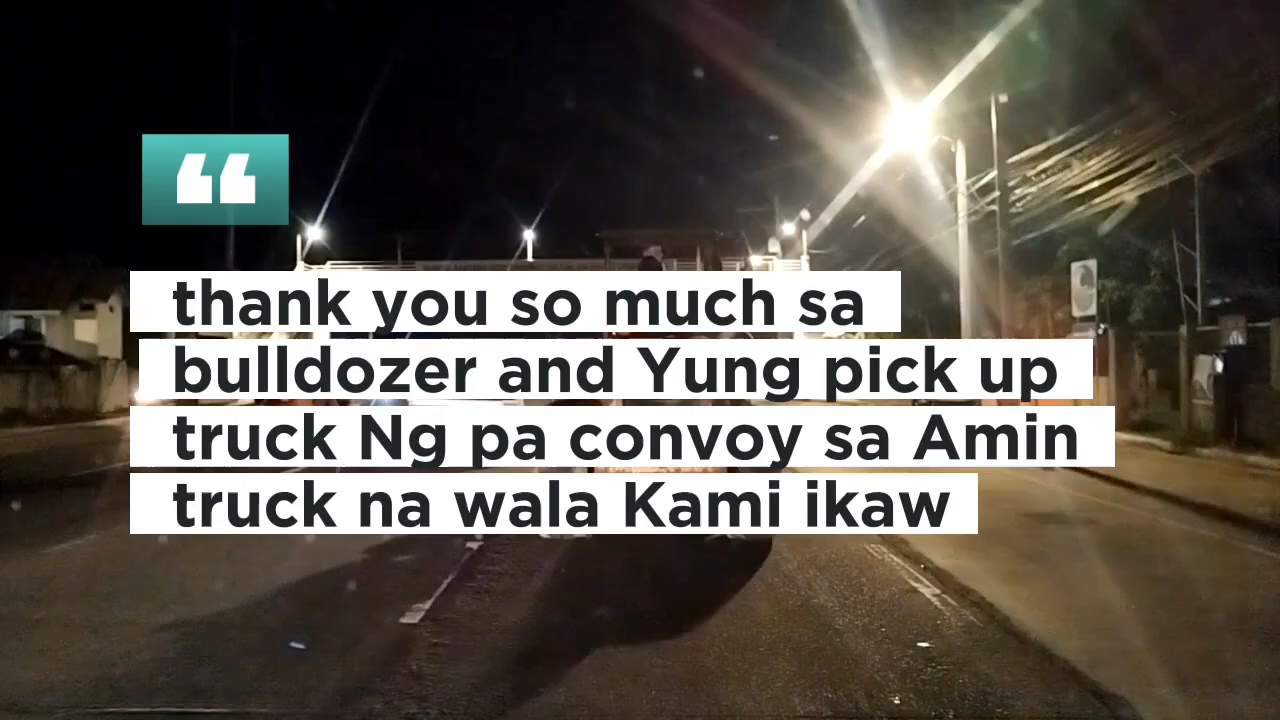 thank you so much sa
bulldozer and Yung pick up
truck Ng pa convoy sa Amin
truck na wala Kami ikaw